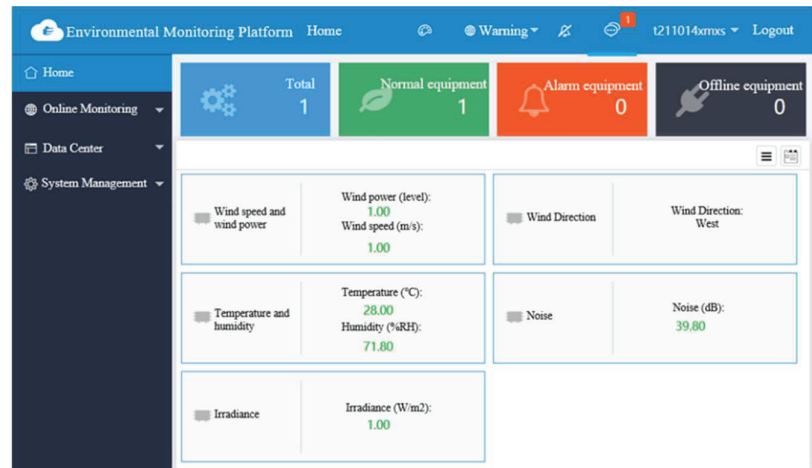 Environmental Monitoring Platform Home Warning 1 t211014xmxs Logout
Home
Online Monitoring
Data Center
System Management
Total
1
Normal equipment
1
Alarm equipment
0
Offline equipment
0
Wind speed and
wind power
Wind power (level):
1.00
Wind speed (m/s):
1.00
Wind Direction
Wind Direction:
West
Temperature and
humidity
Temperature (°C):
28.00
Humidity (%RH):
71.80
Noise
Noise (dB):
39.80
Irradiance
Irradiance (W/m2):
1.00